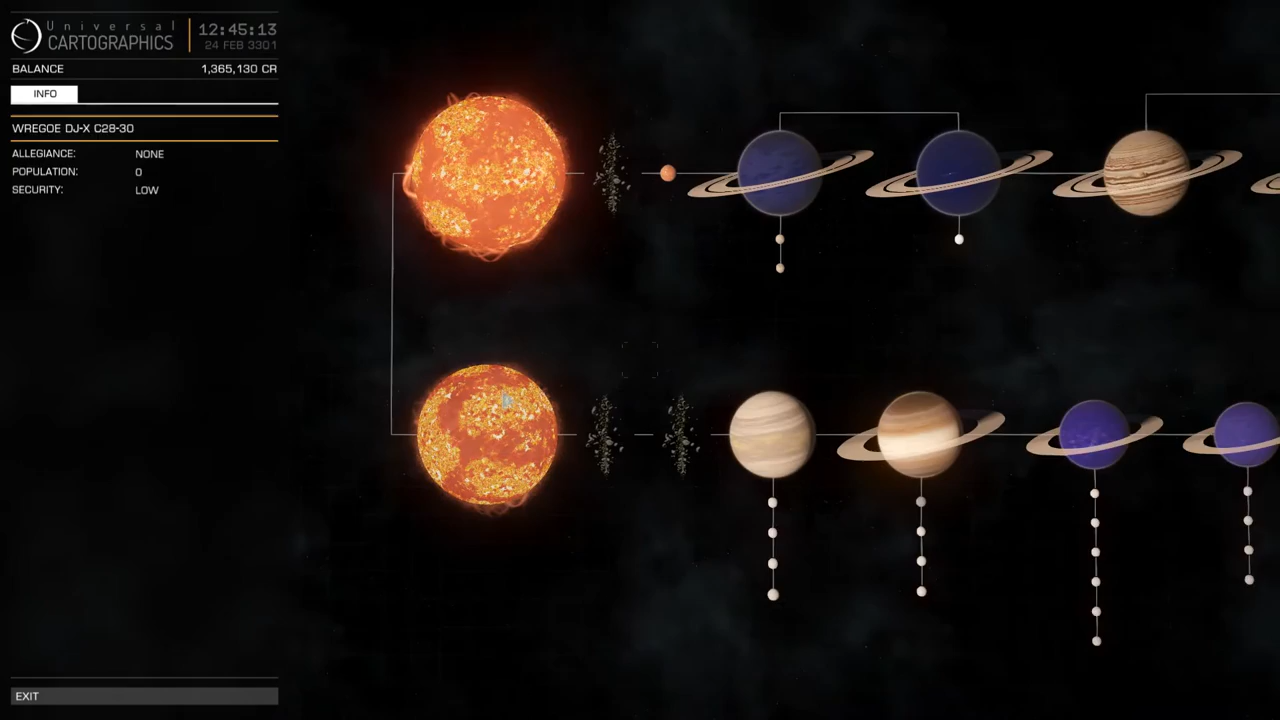 Universal
CARTOGRAPHICS
12:45:13
24 FEB 3301
BALANCE 1,365,130 CR
INFO
WREGOE DJ-X C28-30
ALLEGIANCE: NONE
POPULATION: 0
SECURITY: LOW
EXIT